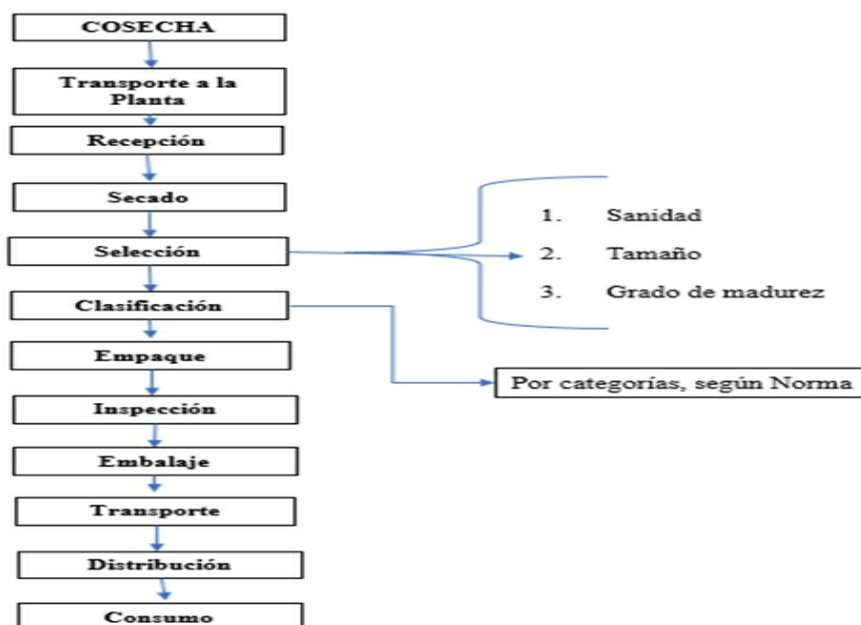 COSECHA
Transporte a la
Planta
Recepción
Secado
Selección
1. Sanidad
2. Tamaño
3. Grado de madurez
Clasificación
Por categorías, según Norma
Empaque
Inspección
Embalaje
Transporte
Distribución
Consumo